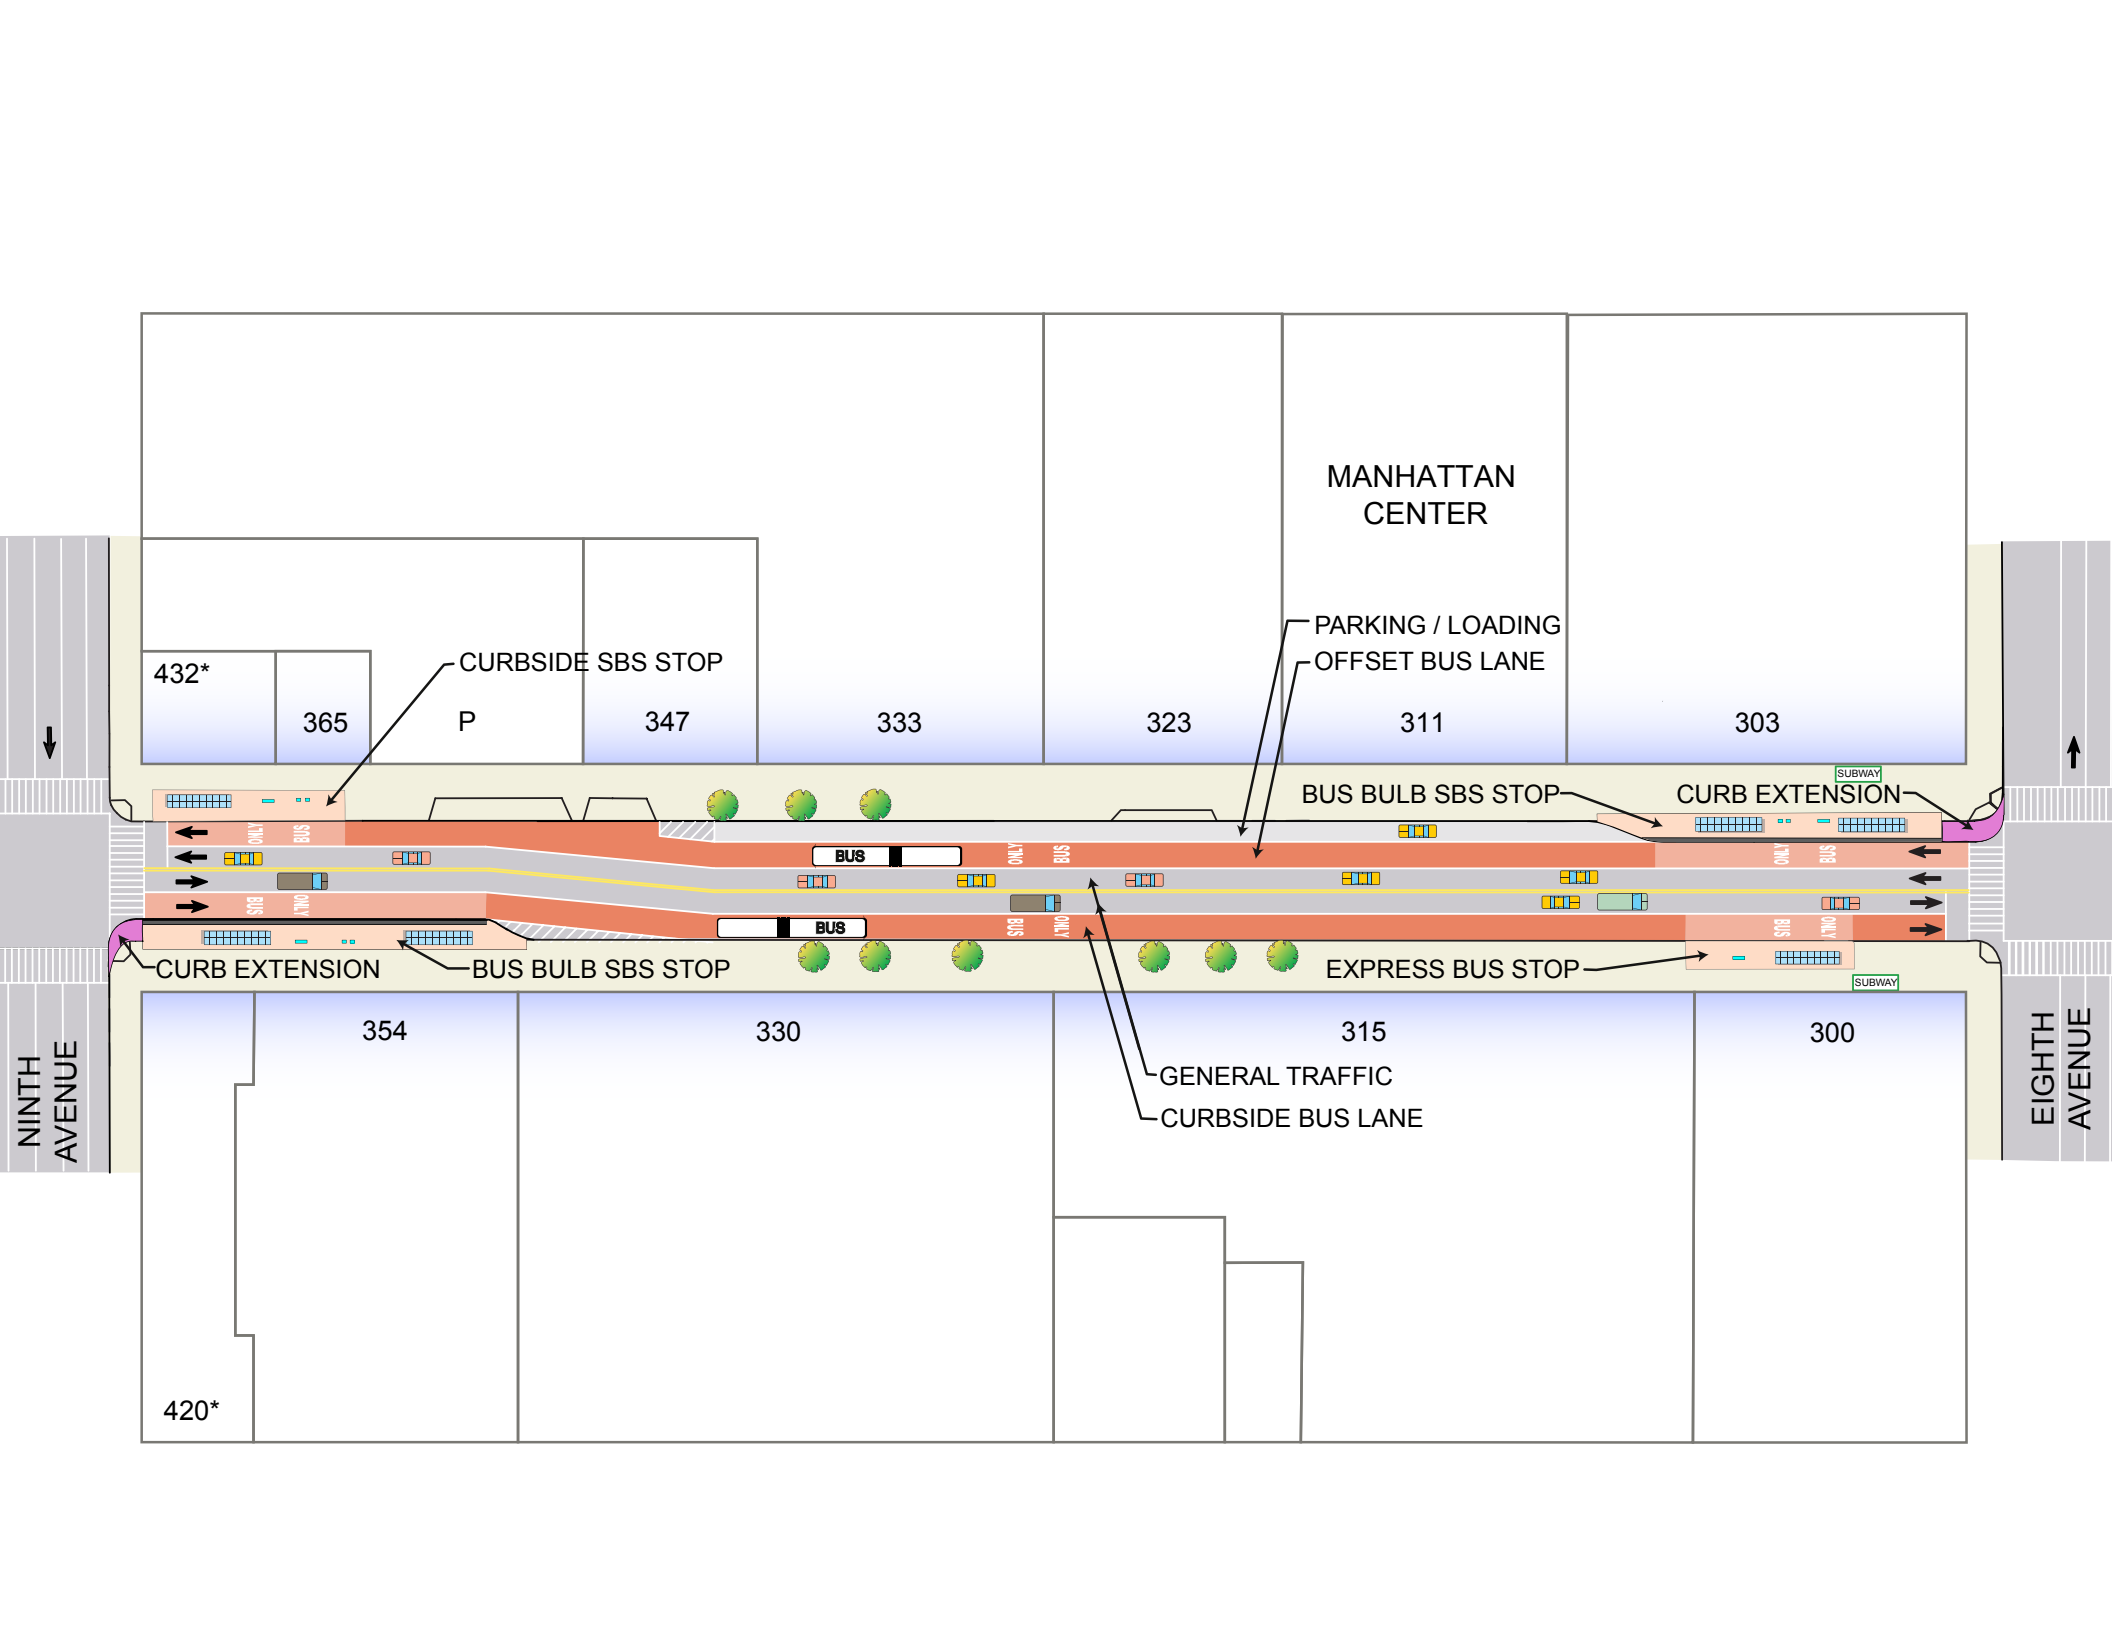 MANHATTAN
CENTER
PARKING / LOADING
OFFSET BUS LANE
432*
CURBSIDE SBS STOP
365
P
347
333
323
311
303
SUBWAY
BUS BULB SBS STOP
CURB EXTENSION
ONLY
BUS
BUS
ONLY
BUS
ONLY
BUS
BUS
ONLY
BUS
BUS
ONLY
BUS
ONLY
CURB EXTENSION
BUS BULB SBS STOP
EXPRESS BUS STOP
SUBWAY
354
330
315
300
GENERAL TRAFFIC
CURBSIDE BUS LANE
NINTH
AVENUE
EIGHTH
AVENUE
420*